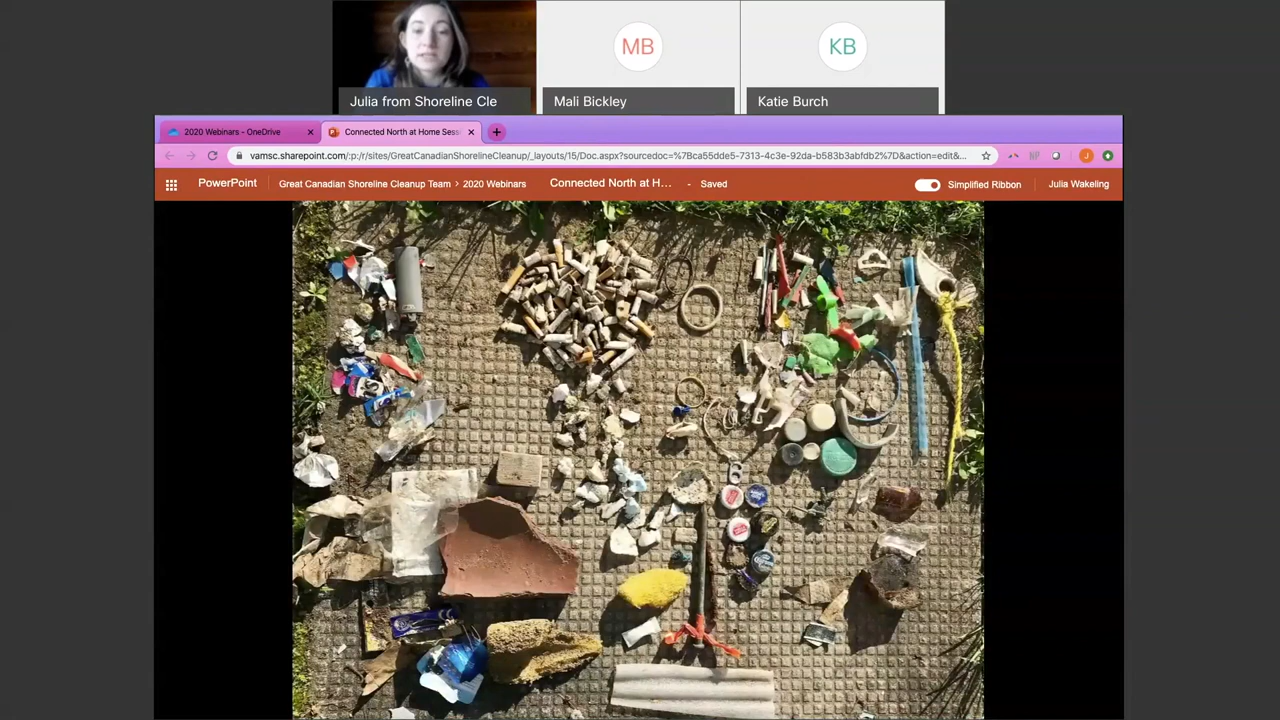 MB
KB
Julia from Shoreline Cle
Mali Bickley
Katie Burch
2020 Webinars - OneDrive
Connected North at Home Sess
vamsc.sharepoint.com/:p:/r/sites/GreatCanadianShorelineCleanup/_layouts/15/Doc.aspx?sourcedoc=%7Bca55dde5-7313-4c3e-92da-b583b3abfdb2%7D&action=edit&...
J
PowerPoint
Great Canadian Shoreline Cleanup Team > 2020 Webinars
Connected North at H... - Saved
Simplified Ribbon
Julia Wakeling